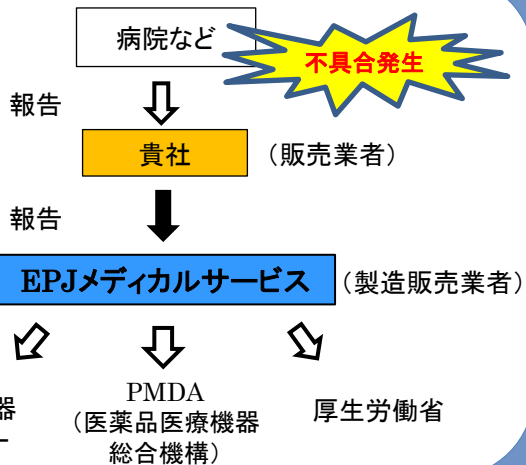 病院など
不具合発生
報告
貴社 （販売業者）
報告
EPJメディカルサービス （製造販売業者）
器
ー
PMDA
（医薬品医療機器
総合機構）
厚生労働省